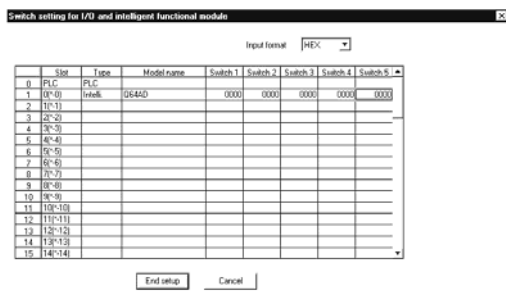 Switch setting for I/O and intelligent functional module
Input format HEX
Slot Type Model name Switch 1 Switch 2 Switch 3 Switch 4 Switch 5
0 PLC PLC
1 0(*-0) Intelli. Q64AD 0000 0000 0000 0000 0000
2 1(*-1)
3 2(*-2)
4 3(*-3)
5 4(*-4)
6 5(*-5)
7 6(*-6)
8 7(*-7)
9 8(*-8)
10 9(*-9)
11 10(*-10)
12 11(*-11)
13 12(*-12)
14 13(*-13)
15 14(*-14)
End setup Cancel